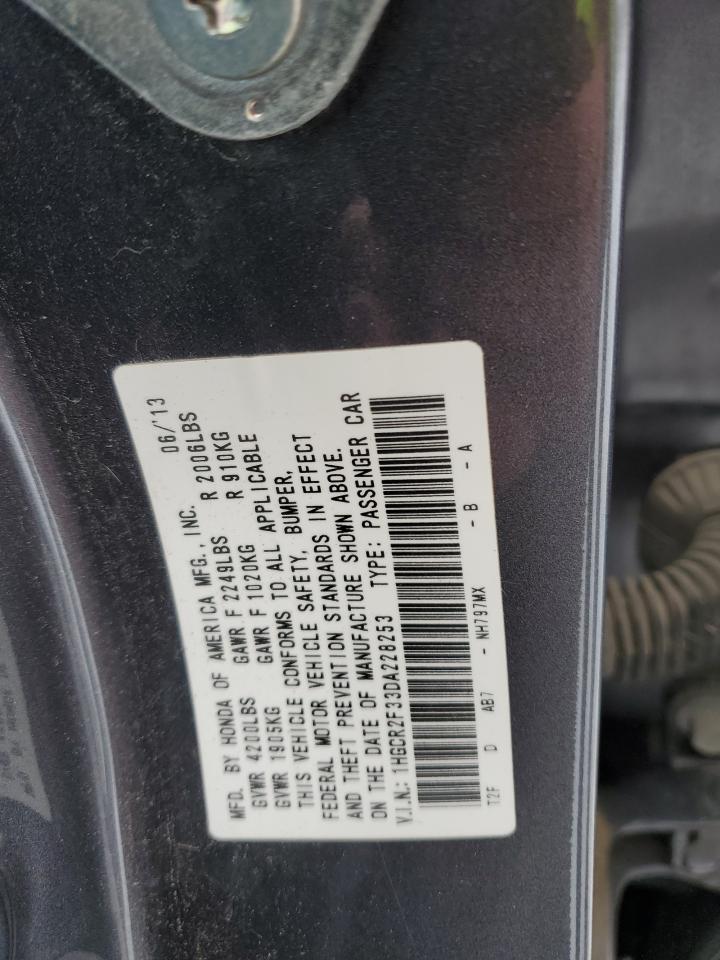 MFD. BY HONDA OF AMERICA MFG., INC. 06/'13
GVWR 4200LBS GAWR F 2249LBS R 2006LBS
GVWR 1905KG GAWR F 1020KG R 910KG
THIS VEHICLE CONFORMS TO ALL APPLICABLE
FEDERAL MOTOR VEHICLE SAFETY, BUMPER,
AND THEFT PREVENTION STANDARDS IN EFFECT
ON THE DATE OF MANUFACTURE SHOWN ABOVE.
V.I.N.: 1HGCR2F33DA228253 TYPE: PASSENGER CAR
T2F D AB7 - NH797MX - B - A